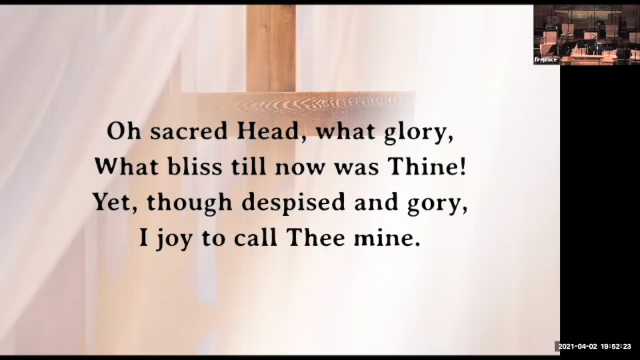 fireplace
Oh sacred Head, what glory,
What bliss till now was Thine!
Yet, though despised and gory,
I joy to call Thee mine.
2021-04-02 19:52:23